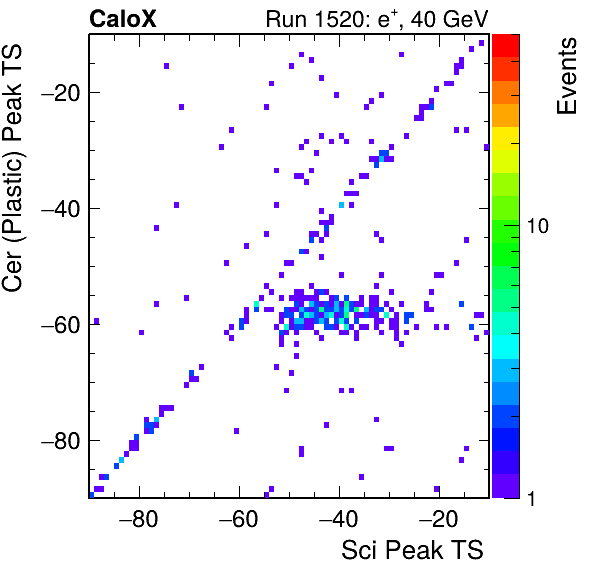 CaloX Run 1520: e⁺, 40 GeV
Cer (Plastic) Peak TS
−20
−40
−60
−80
−80 −60 −40 −20
Sci Peak TS
Events
10
1